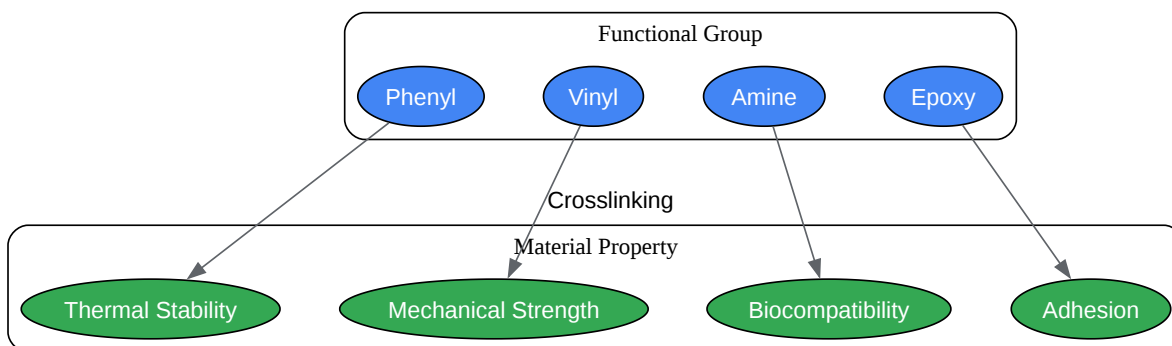 Functional Group
Phenyl
Vinyl
Amine
Epoxy
Crosslinking
Material Property
Thermal Stability
Mechanical Strength
Biocompatibility
Adhesion